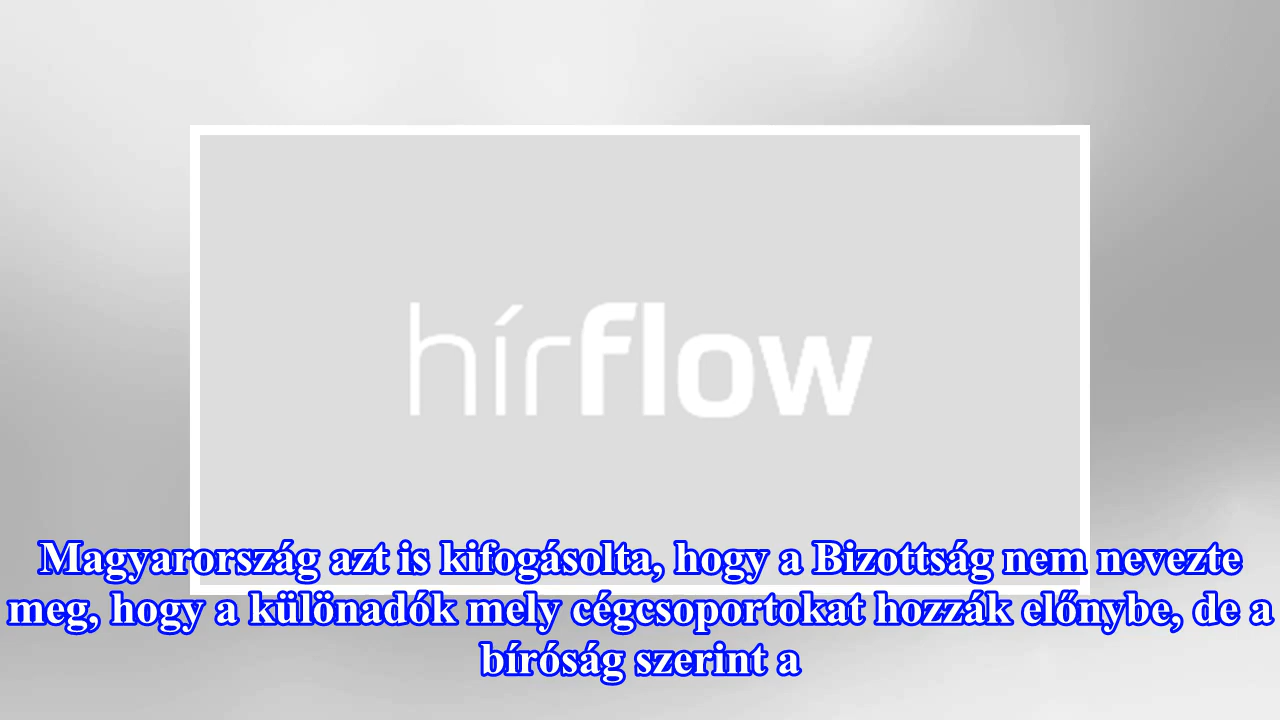 hírflow
Magyarország azt is kifogásolta, hogy a Bizottság nem nevezte
meg, hogy a különadók mely cégcsoportokat hozzák előnybe, de a
bíróság szerint a